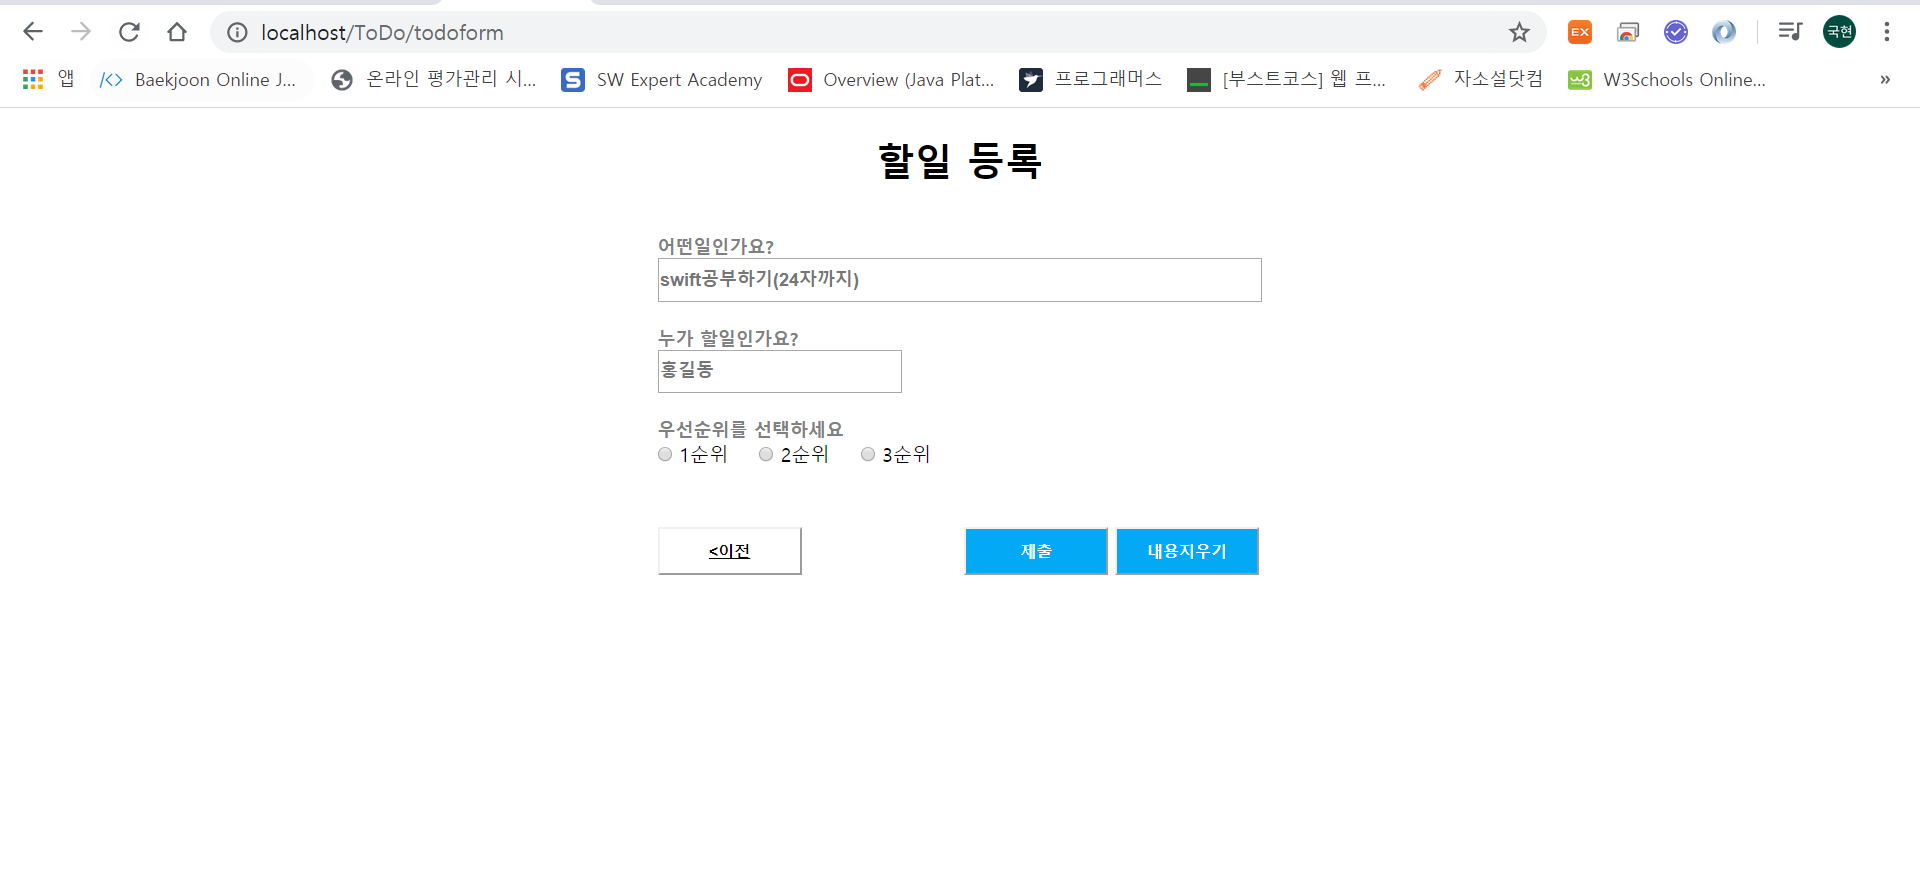 localhost/ToDo/todoform
EX
국현
앱 Baekjoon Online J... 온라인 평가관리 시... SW Expert Academy Overview (Java Plat... 프로그래머스 [부스트코스] 웹 프... 자소설닷컴 W3Schools Online... »
할일 등록
어떤일인가요?
swift공부하기(24자까지)
누가 할일인가요?
홍길동
우선순위를 선택하세요
1순위 2순위 3순위
<이전 제출 내용지우기